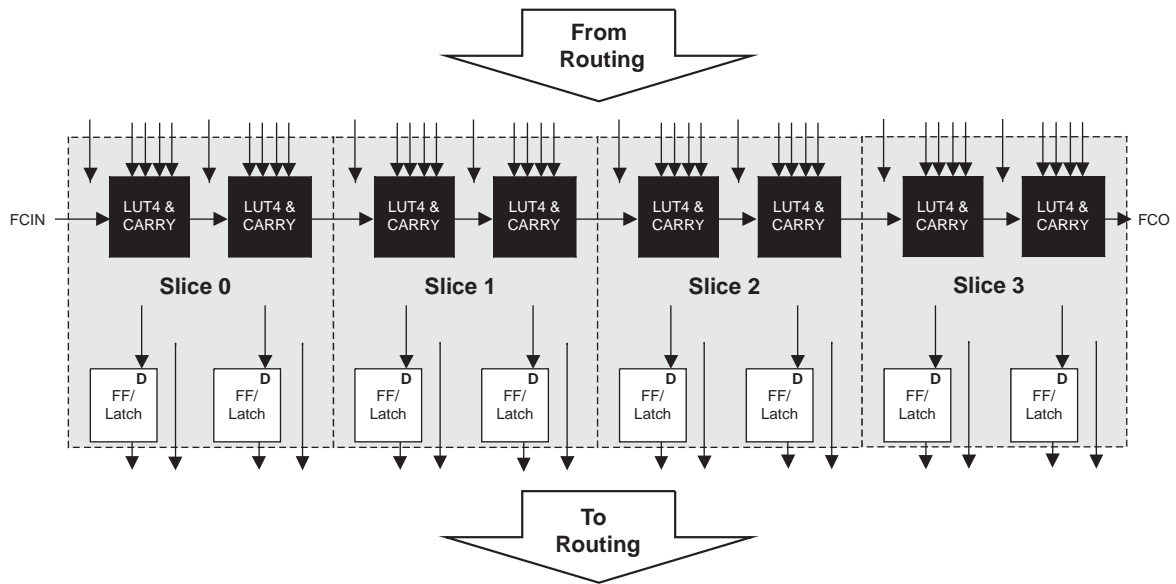 From
Routing
LUT4 &
CARRY
LUT4 &
CARRY
LUT4 &
CARRY
LUT4 &
CARRY
LUT4 &
CARRY
LUT4 &
CARRY
LUT4 &
CARRY
LUT4 &
CARRY
FCIN
FCO
Slice 0
Slice 1
Slice 2
Slice 3
D
FF/
Latch
D
FF/
Latch
D
FF/
Latch
D
FF/
Latch
D
FF/
Latch
D
FF/
Latch
D
FF/
Latch
D
FF/
Latch
To
Routing